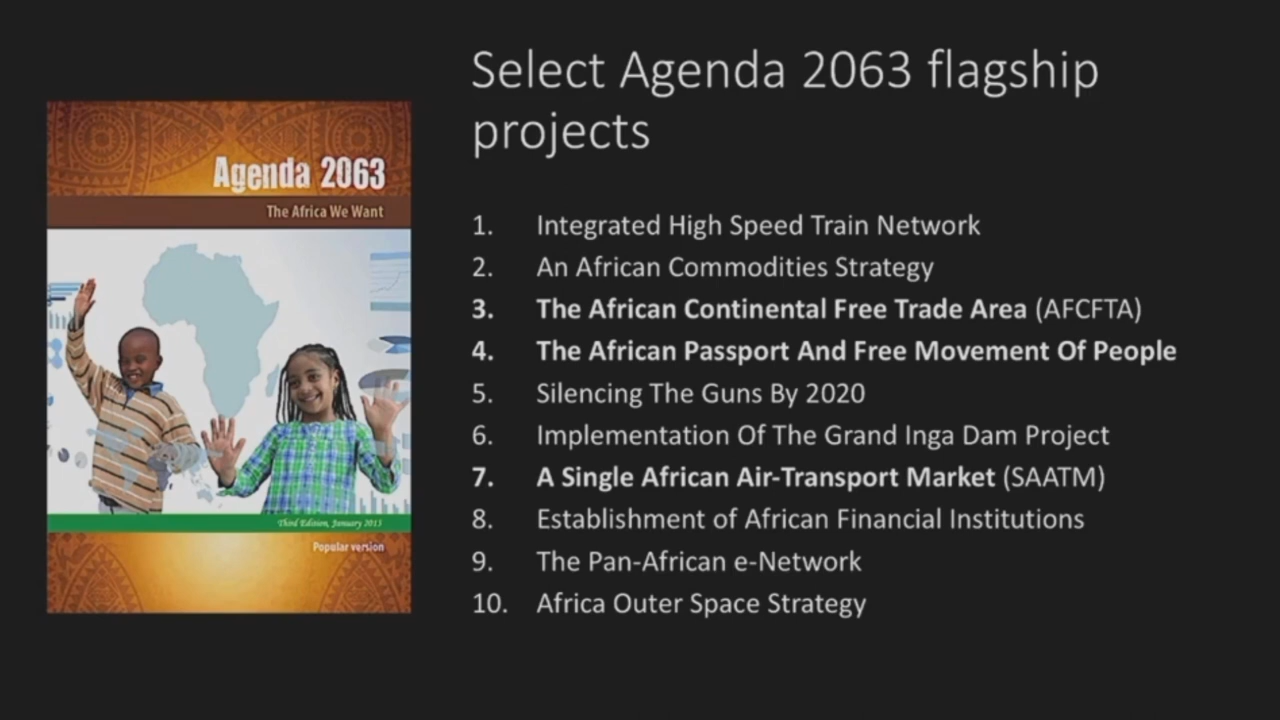 Select Agenda 2063 flagship
projects
Agenda 2063
The Africa We Want
Third Edition, January 2015
Popular version
1. Integrated High Speed Train Network
2. An African Commodities Strategy
3. The African Continental Free Trade Area (AFCFTA)
4. The African Passport And Free Movement Of People
5. Silencing The Guns By 2020
6. Implementation Of The Grand Inga Dam Project
7. A Single African Air-Transport Market (SAATM)
8. Establishment of African Financial Institutions
9. The Pan-African e-Network
10. Africa Outer Space Strategy